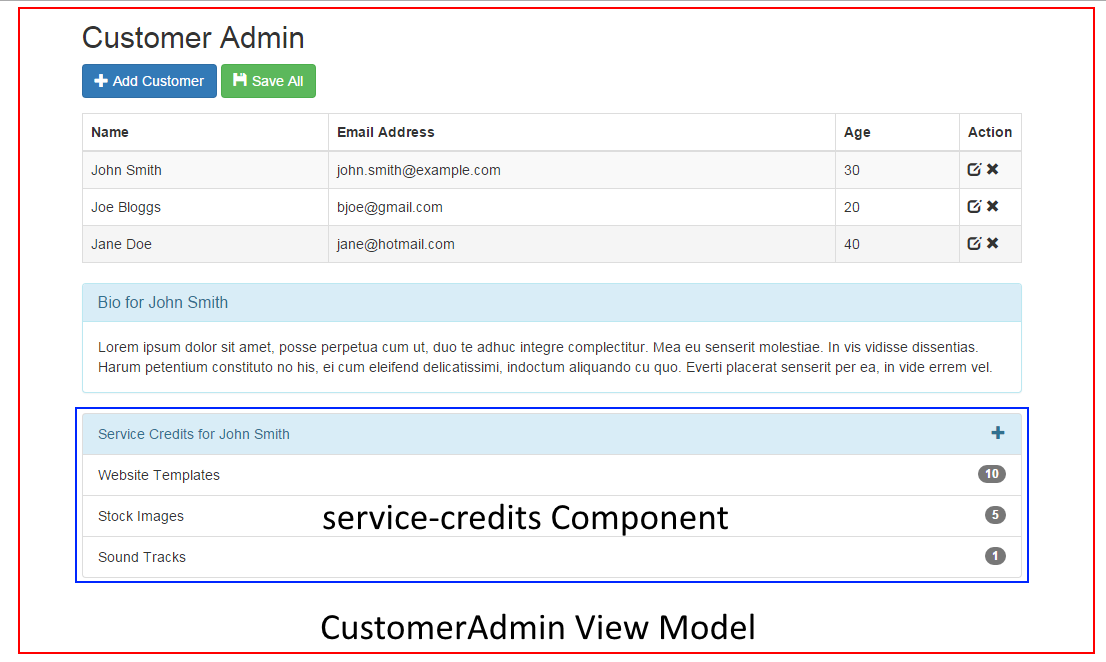 Customer Admin
Add Customer Save All
Name Email Address Age Action
John Smith john.smith@example.com 30
Joe Bloggs bjoe@gmail.com 20
Jane Doe jane@hotmail.com 40
Bio for John Smith
Lorem ipsum dolor sit amet, posse perpetua cum ut, duo te adhuc integre complectitur. Mea eu senserit molestiae. In vis vidisse dissentias.
Harum petentium constituto no his, ei cum eleifend delicatissimi, indoctum aliquando cu quo. Everti placerat senserit per ea, in vide errem vel.
Service Credits for John Smith
Website Templates 10
Stock Images 5
service-credits Component
Sound Tracks 1
CustomerAdmin View Model